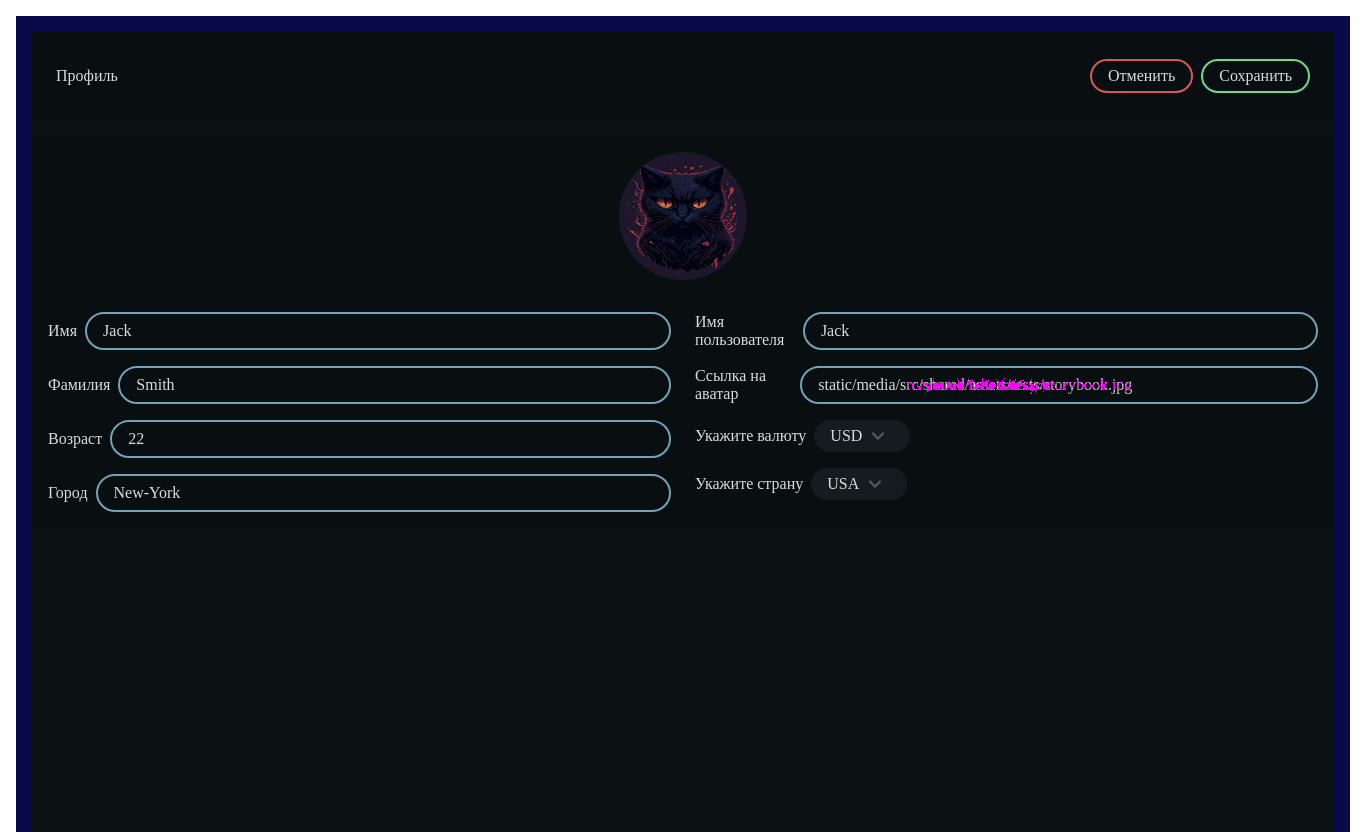 Профиль
Отменить
Сохранить
Имя
Jack
Фамилия
Smith
Возраст
22
Город
New-York
Имя
пользователя
Jack
Ссылка на
аватар
static/media/src/shared/assets/tests/storybook.jpg
Укажите валюту
USD
Укажите страну
USA